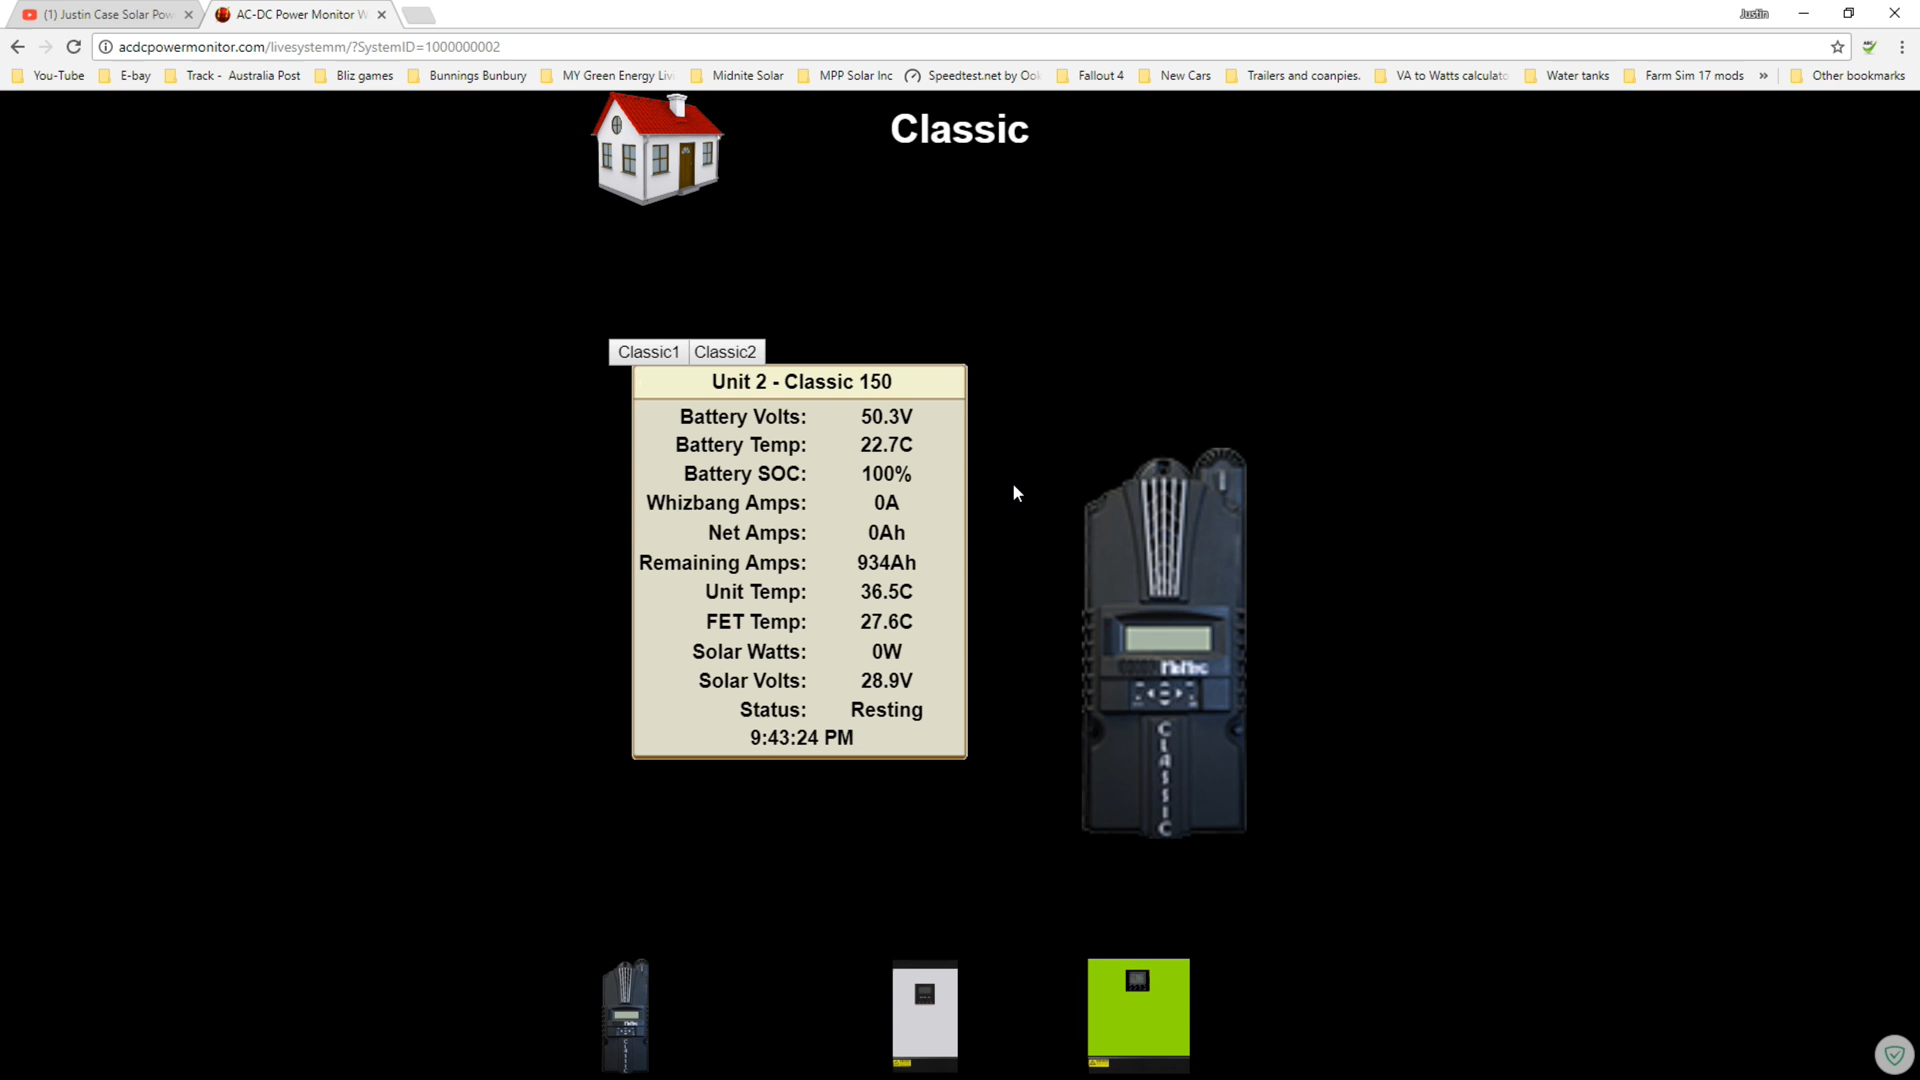 (1) Justin Case Solar Pow
AC-DC Power Monitor W
Justin
acdcpowermonitor.com/livesystemm/?SystemID=1000000002
You-Tube
E-bay
Track - Australia Post
Bliz games
Bunnings Bunbury
MY Green Energy Livi
Midnite Solar
MPP Solar Inc
Speedtest.net by Ook
Fallout 4
New Cars
Trailers and coanpies.
VA to Watts calculato
Water tanks
Farm Sim 17 mods
»
Other bookmarks
Classic
Classic1
Classic2
Unit 2 - Classic 150
Battery Volts: 50.3V
Battery Temp: 22.7C
Battery SOC: 100%
Whizbang Amps: 0A
Net Amps: 0Ah
Remaining Amps: 934Ah
Unit Temp: 36.5C
FET Temp: 27.6C
Solar Watts: 0W
Solar Volts: 28.9V
Status: Resting
9:43:24 PM
CLASSIC